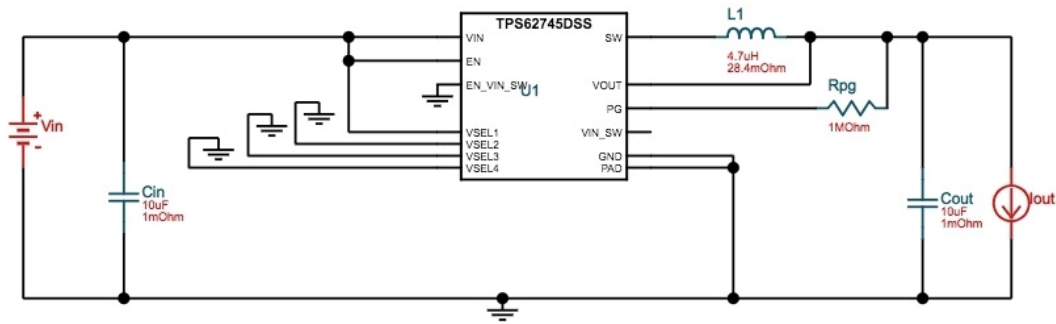 TPS62745DSS
VIN
EN
EN_VIN_SW
VSEL1
VSEL2
VSEL3
VSEL4
U1
SW
VOUT
PG
VIN_SW
GND
PAD
L1
4.7uH
28.4mOhm
Rpg
1MOhm
+
Vin
-
Cin
10uF
1mOhm
Cout
10uF
1mOhm
Iout